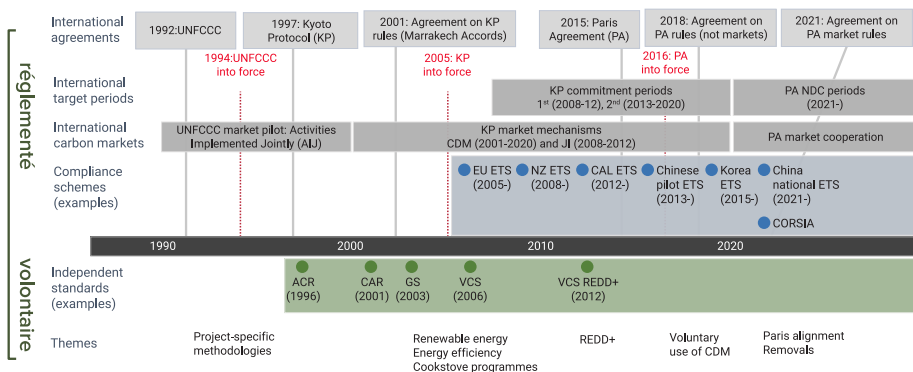 réglementé
volontaire
International
agreements
1992:UNFCCC
1997: Kyoto
Protocol (KP)
2001: Agreement on KP
rules (Marrakech Accords)
2015: Paris
Agreement (PA)
2018: Agreement on
PA rules (not markets)
2021: Agreement on
PA market rules
1994:UNFCCC
into force
2005: KP
into force
2016: PA
into force
International
target periods
KP commitment periods
1st (2008-12), 2nd (2013-2020)
PA NDC periods
(2021-)
International
carbon markets
UNFCCC market pilot: Activities
Implemented Jointly (AIJ)
KP market mechanisms
CDM (2001-2020) and JI (2008-2012)
PA market cooperation
Compliance
schemes
(examples)
EU ETS
(2005-)
NZ ETS
(2008-)
CAL ETS
(2012-)
Chinese
pilot ETS
(2013-)
Korea
ETS
(2015-)
China
national ETS
(2021-)
CORSIA
1990
2000
2010
2020
Independent
standards
(examples)
ACR
(1996)
CAR
(2001)
GS
(2003)
VCS
(2006)
VCS REDD+
(2012)
Themes
Project-specific
methodologies
Renewable energy
Energy efficiency
Cookstove programmes
REDD+
Voluntary
use of CDM
Paris alignment
Removals